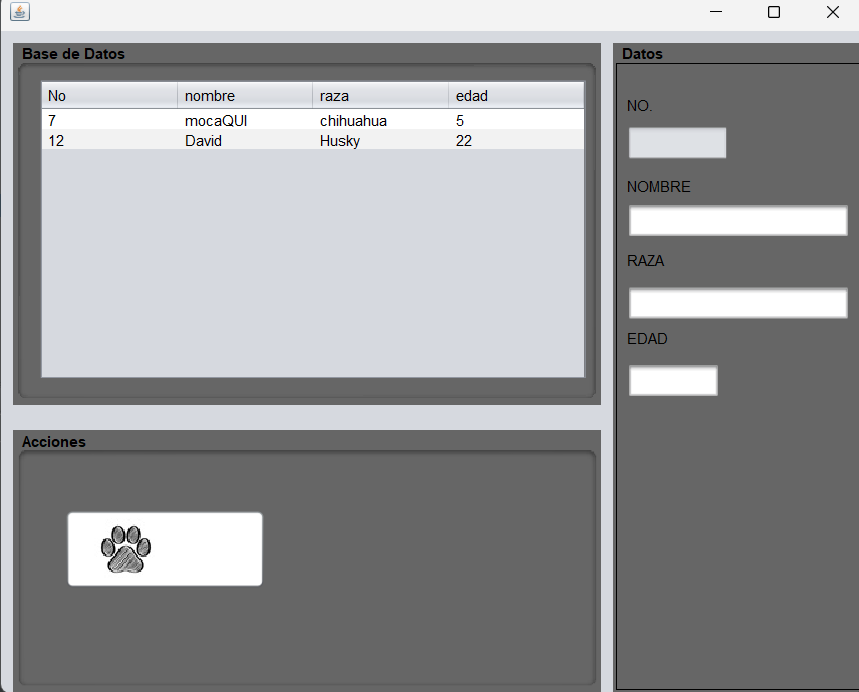 Base de Datos
No nombre raza edad
7 mocaQUI chihuahua 5
12 David Husky 22
Acciones
Datos
NO.
NOMBRE
RAZA
EDAD